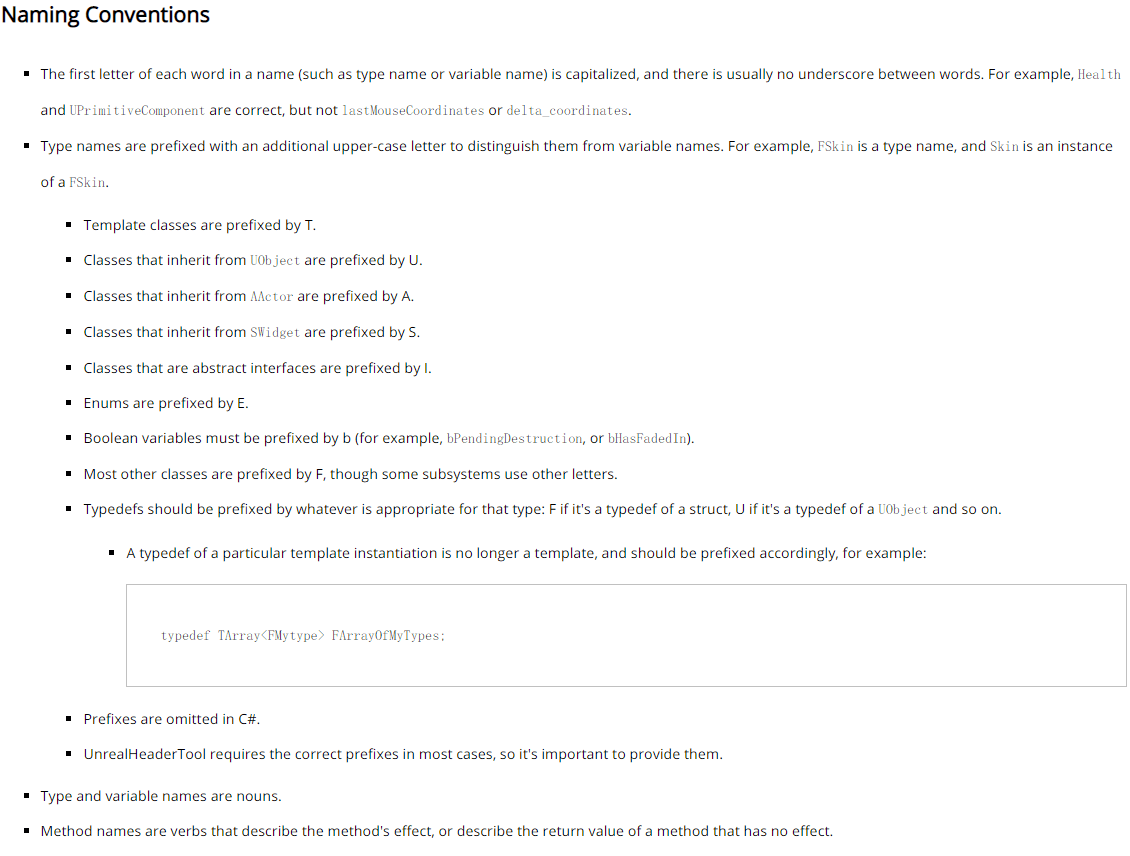 Naming Conventions
The first letter of each word in a name (such as type name or variable name) is capitalized, and there is usually no underscore between words. For example, Health
and UPrimitiveComponent are correct, but not lastMouseCoordinates or delta_coordinates.
Type names are prefixed with an additional upper-case letter to distinguish them from variable names. For example, FSkin is a type name, and Skin is an instance
of a FSkin.
Template classes are prefixed by T.
Classes that inherit from UObject are prefixed by U.
Classes that inherit from AActor are prefixed by A.
Classes that inherit from SWidget are prefixed by S.
Classes that are abstract interfaces are prefixed by I.
Enums are prefixed by E.
Boolean variables must be prefixed by b (for example, bPendingDestruction, or bHasFadedIn).
Most other classes are prefixed by F, though some subsystems use other letters.
Typedefs should be prefixed by whatever is appropriate for that type: F if it's a typedef of a struct, U if it's a typedef of a UObject and so on.
A typedef of a particular template instantiation is no longer a template, and should be prefixed accordingly, for example:
typedef TArray<FMytype> FArrayOfMyTypes;
Prefixes are omitted in C#.
UnrealHeaderTool requires the correct prefixes in most cases, so it's important to provide them.
Type and variable names are nouns.
Method names are verbs that describe the method's effect, or describe the return value of a method that has no effect.